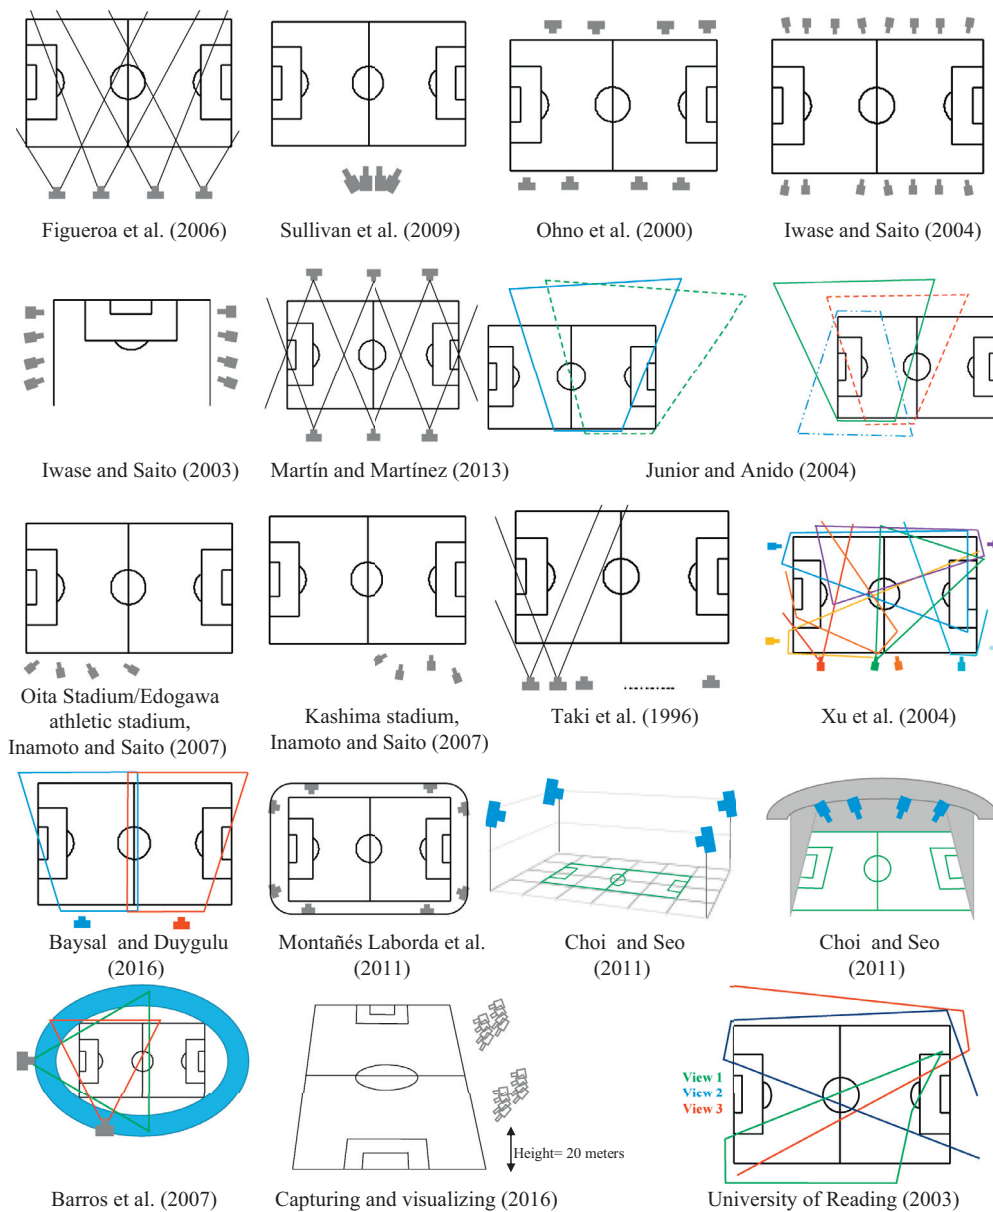 Figueroa et al. (2006)
Sullivan et al. (2009)
Ohno et al. (2000)
Iwase and Saito (2004)
Iwase and Saito (2003)
Martín and Martínez (2013)
Junior and Anido (2004)
Oita Stadium/Edogawa
athletic stadium,
Inamoto and Saito (2007)
Kashima stadium,
Inamoto and Saito (2007)
Taki et al. (1996)
Xu et al. (2004)
Baysal and Duygulu
(2016)
Montañés Laborda et al.
(2011)
Choi and Seo
(2011)
Choi and Seo
(2011)
Height= 20 meters
View 1
View 2
View 3
Barros et al. (2007)
Capturing and visualizing (2016)
University of Reading (2003)